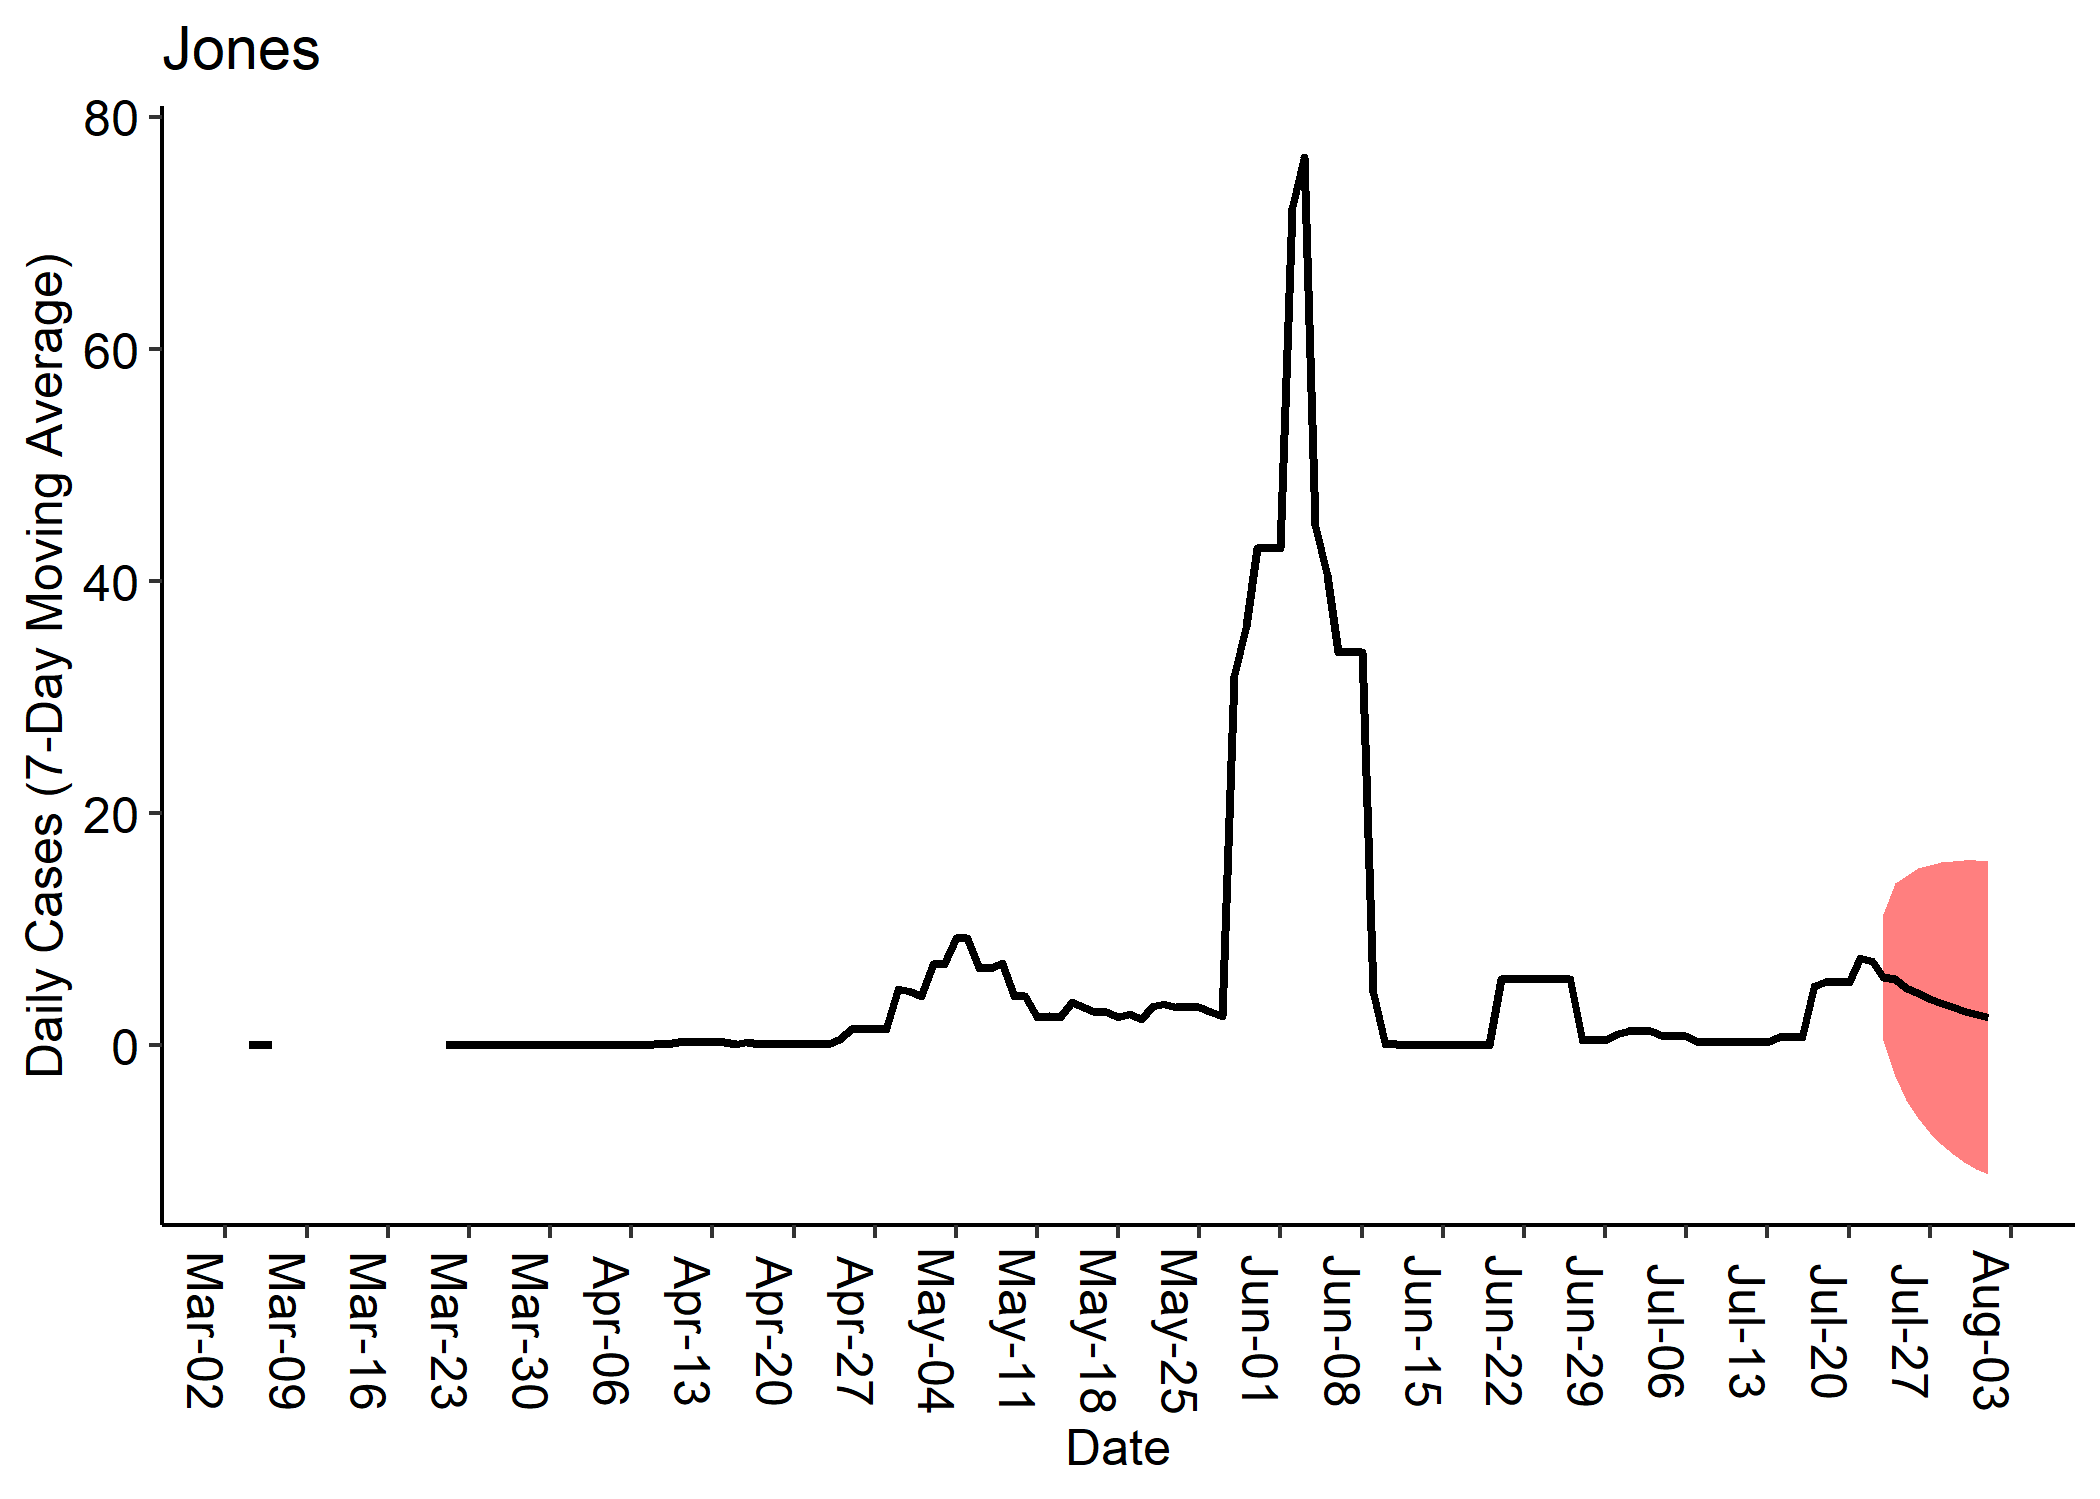 Jones
Daily Cases (7-Day Moving Average)
80
60
40
20
0
Mar-02
Mar-09
Mar-16
Mar-23
Mar-30
Apr-06
Apr-13
Apr-20
Apr-27
May-04
May-11
May-18
May-25
Jun-01
Jun-08
Jun-15
Jun-22
Jun-29
Jul-06
Jul-13
Jul-20
Jul-27
Aug-03
Date